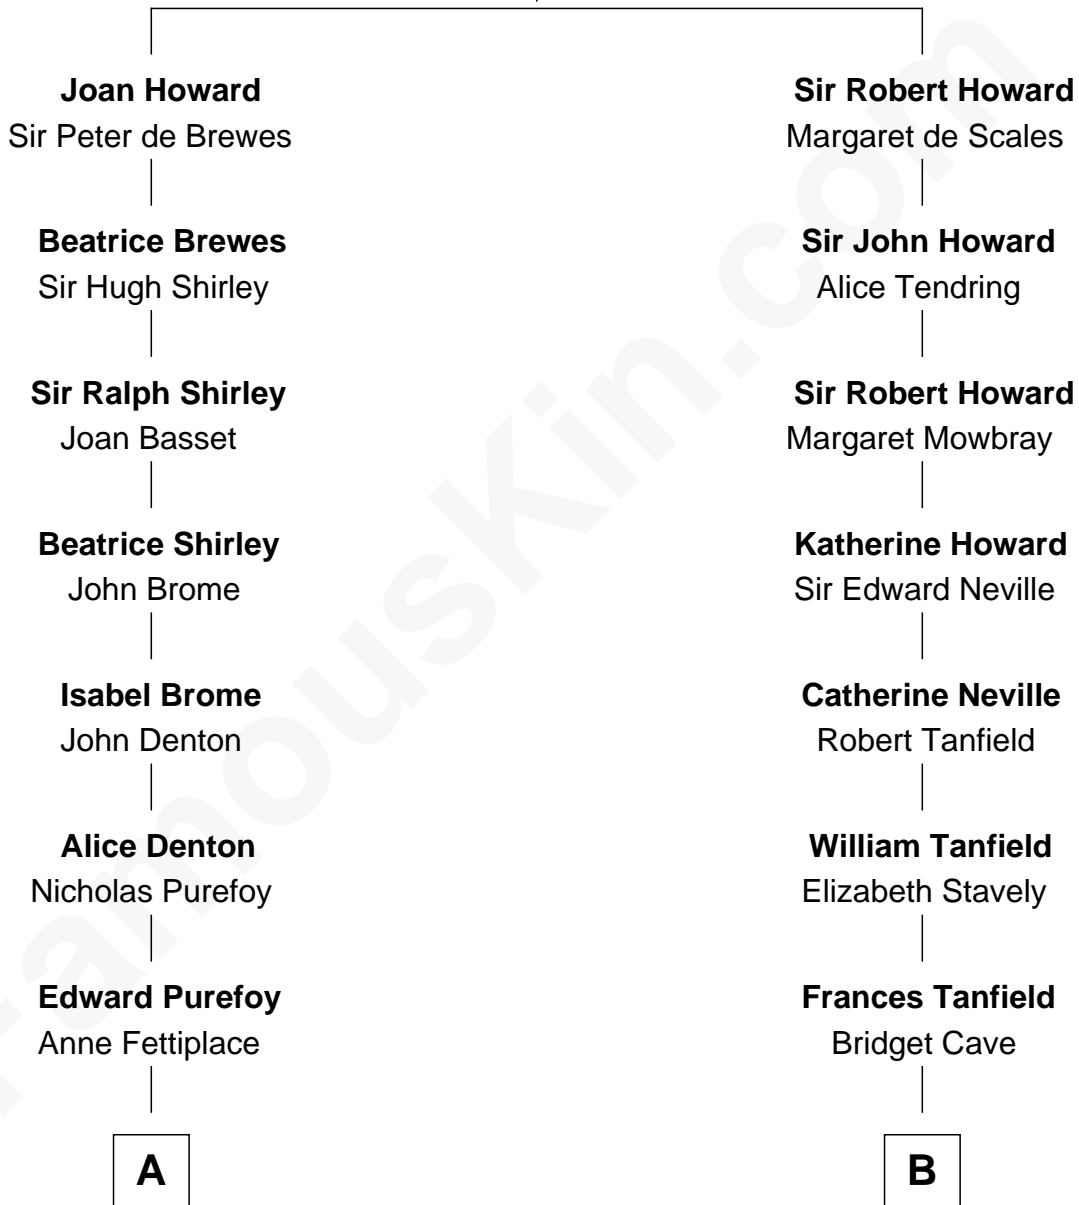 Joan Howard
Sir Peter de Brewes
Beatrice Brewes
Sir Hugh Shirley
Sir Ralph Shirley
Joan Basset
Beatrice Shirley
John Brome
Isabel Brome
John Denton
Alice Denton
Nicholas Purefoy
Edward Purefoy
Anne Fettiplace
A
Sir Robert Howard
Margaret de Scales
Sir John Howard
Alice Tendring
Sir Robert Howard
Margaret Mowbray
Katherine Howard
Sir Edward Neville
Catherine Neville
Robert Tanfield
William Tanfield
Elizabeth Stavely
Frances Tanfield
Bridget Cave
B
FamousKin.com